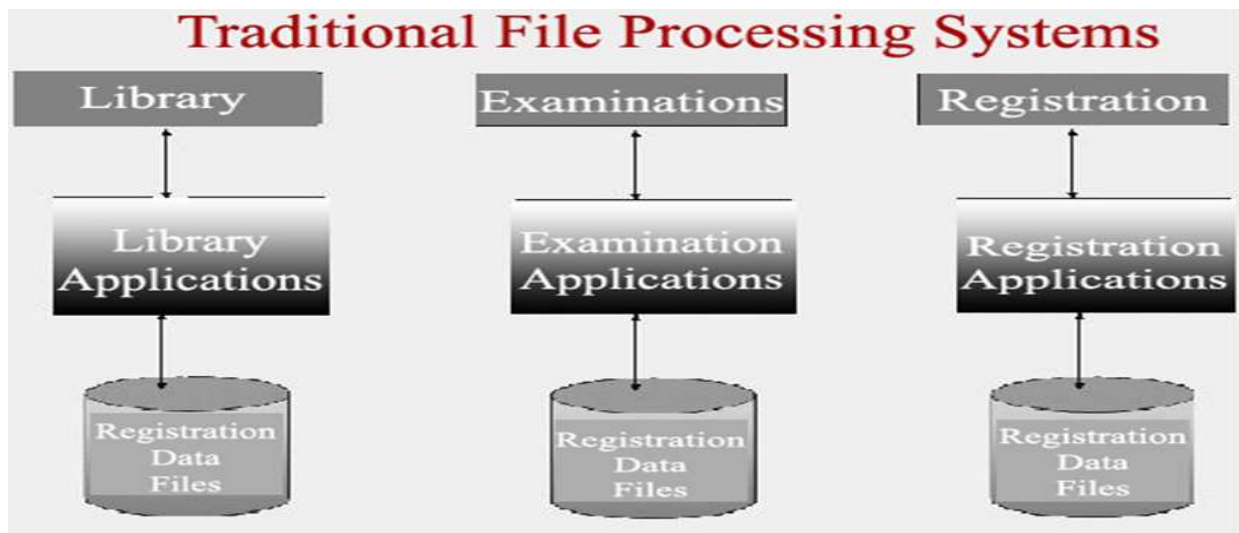 Traditional File Processing Systems
Library
Examinations
Registration
Library
Applications
Examination
Applications
Registration
Applications
Registration
Data
Files
Registration
Data
Files
Registration
Data
Files